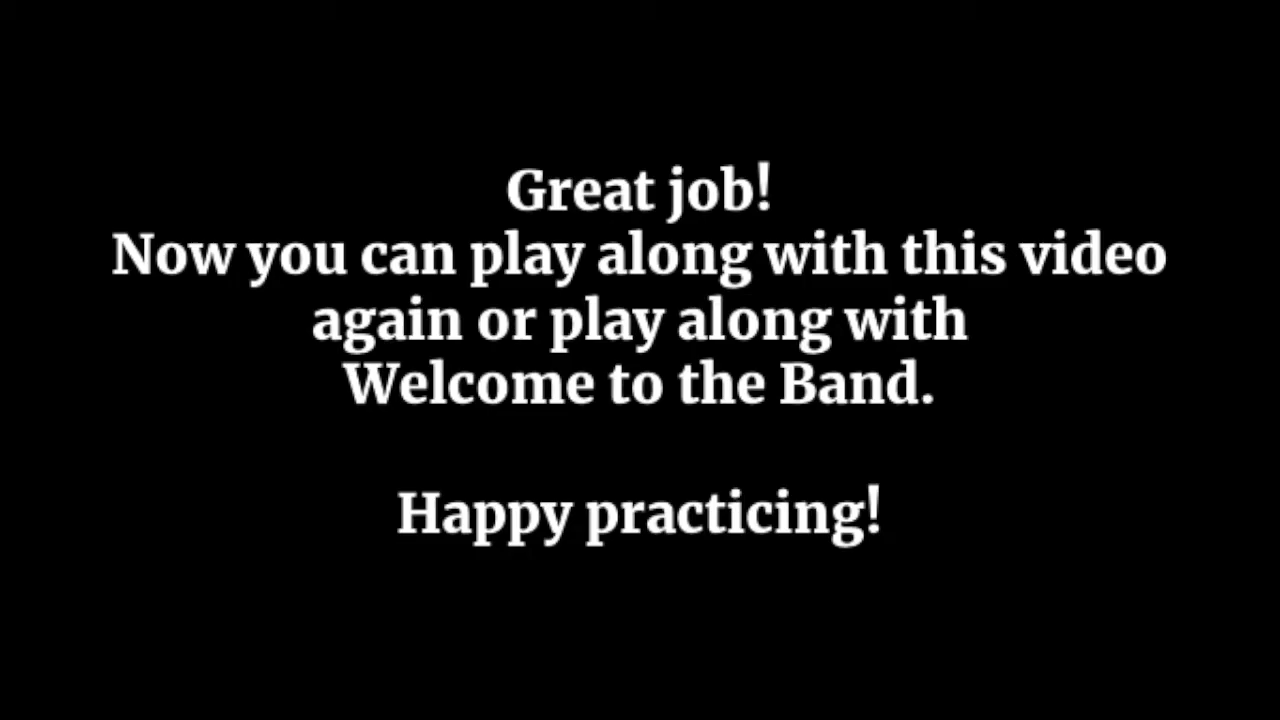 Great job!
Now you can play along with this video
again or play along with
Welcome to the Band.
Happy practicing!